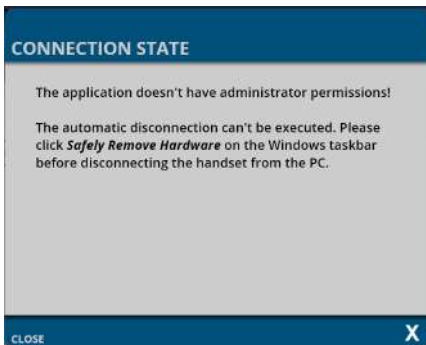 CONNECTION STATE
The application doesn't have administrator permissions!
The automatic disconnection can't be executed. Please
click Safely Remove Hardware on the Windows taskbar
before disconnecting the handset from the PC.
CLOSE X